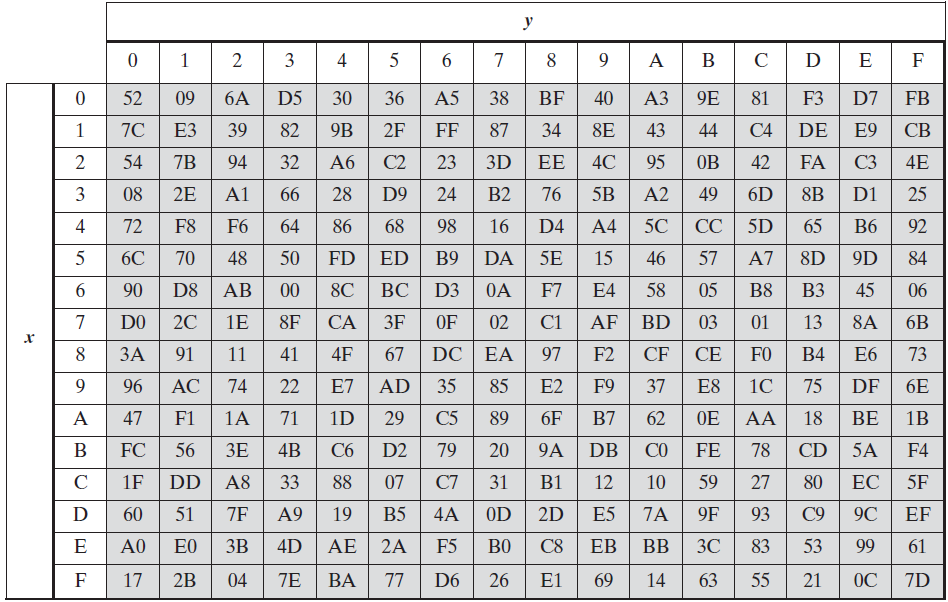 y
0 1 2 3 4 5 6 7 8 9 A B C D E F
0 52 09 6A D5 30 36 A5 38 BF 40 A3 9E 81 F3 D7 FB
1 7C E3 39 82 9B 2F FF 87 34 8E 43 44 C4 DE E9 CB
2 54 7B 94 32 A6 C2 23 3D EE 4C 95 0B 42 FA C3 4E
3 08 2E A1 66 28 D9 24 B2 76 5B A2 49 6D 8B D1 25
4 72 F8 F6 64 86 68 98 16 D4 A4 5C CC 5D 65 B6 92
5 6C 70 48 50 FD ED B9 DA 5E 15 46 57 A7 8D 9D 84
6 90 D8 AB 00 8C BC D3 0A F7 E4 58 05 B8 B3 45 06
7 D0 2C 1E 8F CA 3F 0F 02 C1 AF BD 03 01 13 8A 6B
x
8 3A 91 11 41 4F 67 DC EA 97 F2 CF CE F0 B4 E6 73
9 96 AC 74 22 E7 AD 35 85 E2 F9 37 E8 1C 75 DF 6E
A 47 F1 1A 71 1D 29 C5 89 6F B7 62 0E AA 18 BE 1B
B FC 56 3E 4B C6 D2 79 20 9A DB C0 FE 78 CD 5A F4
C 1F DD A8 33 88 07 C7 31 B1 12 10 59 27 80 EC 5F
D 60 51 7F A9 19 B5 4A 0D 2D E5 7A 9F 93 C9 9C EF
E A0 E0 3B 4D AE 2A F5 B0 C8 EB BB 3C 83 53 99 61
F 17 2B 04 7E BA 77 D6 26 E1 69 14 63 55 21 0C 7D